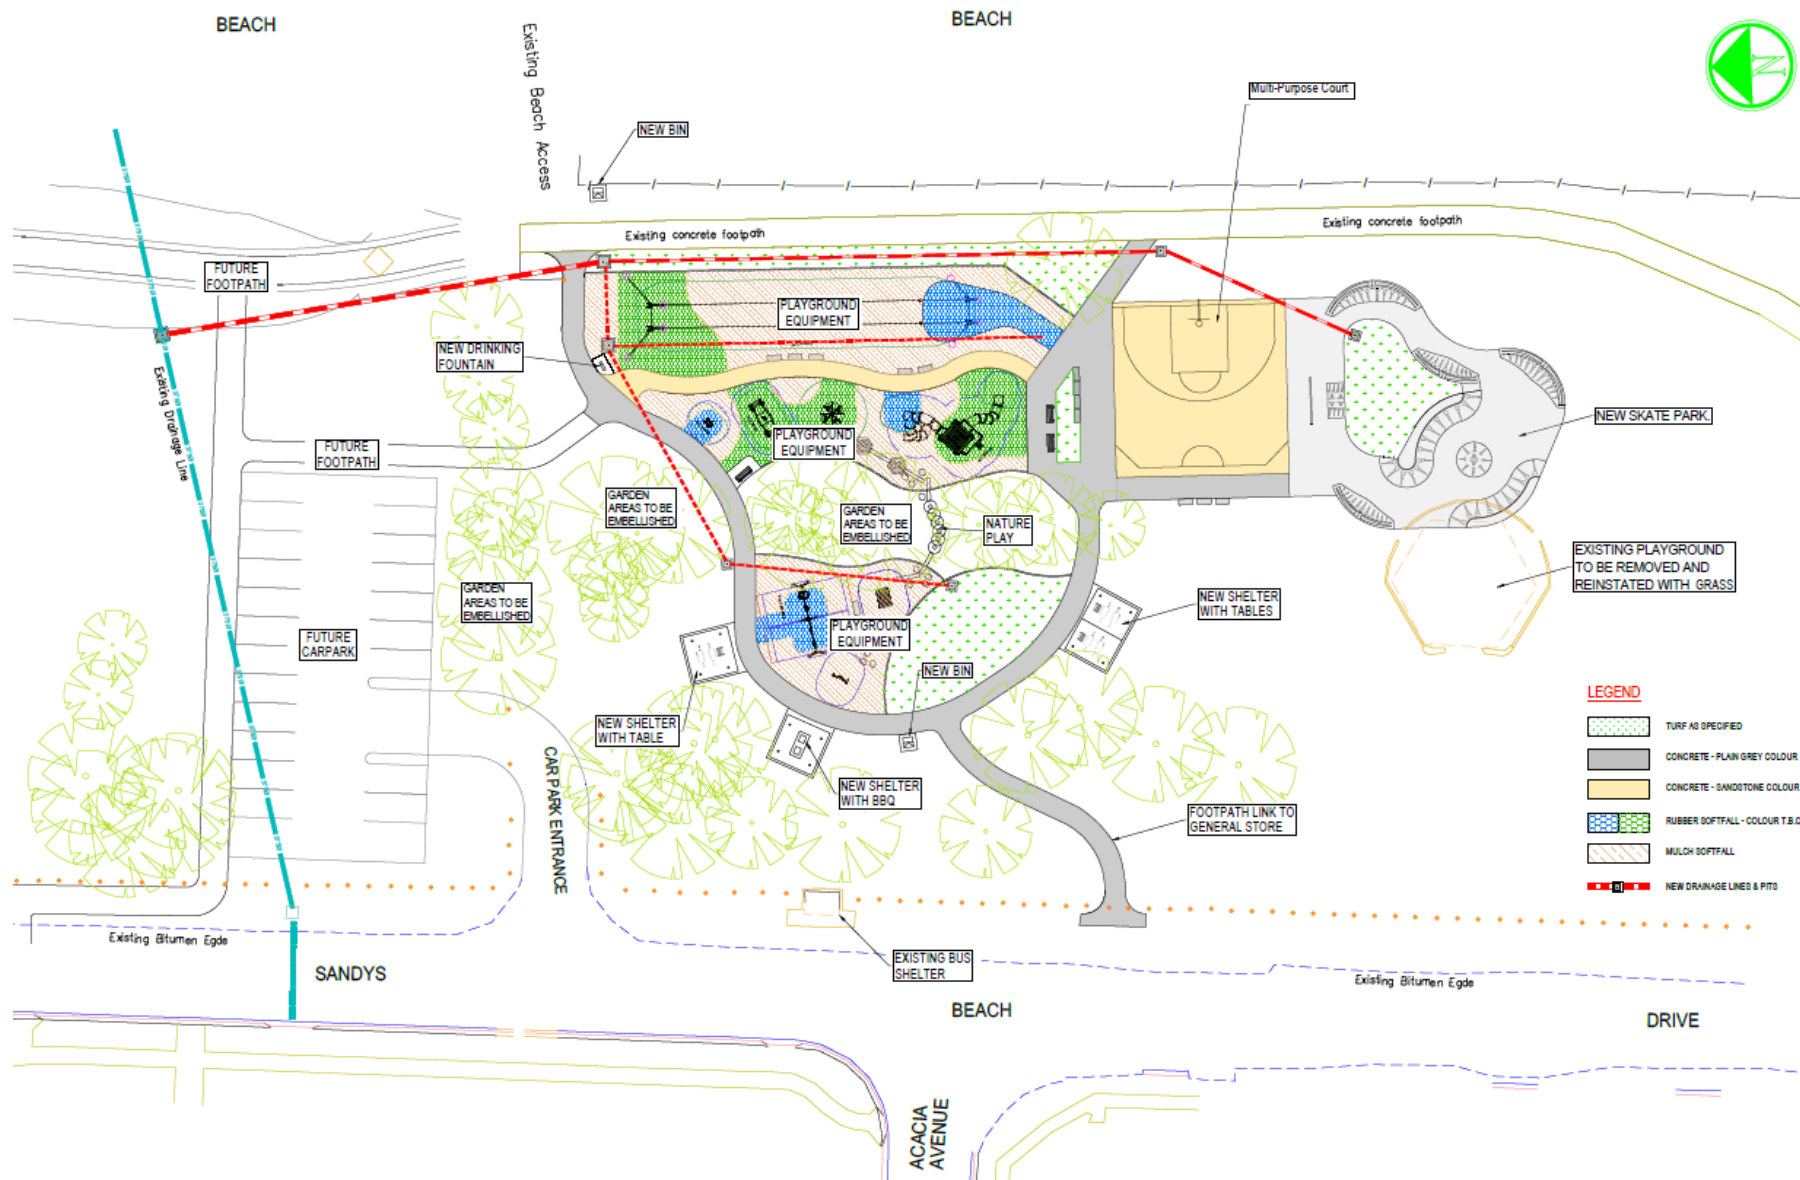 BEACH
BEACH
N
Existing Beach Access
Multi-Purpose Court
NEW BIN
Existing concrete footpath
Existing concrete footpath
FUTURE
FOOTPATH
PLAYGROUND
EQUIPMENT
NEW DRINKING
FOUNTAIN
Existing Drainage Line
NEW SKATE PARK.
FUTURE
FOOTPATH
PLAYGROUND
EQUIPMENT
GARDEN
AREAS TO BE
EMBELLISHED
GARDEN
AREAS TO BE
EMBELLISHED
NATURE
PLAY
EXISTING PLAYGROUND
TO BE REMOVED AND
REINSTATED WITH GRASS
GARDEN
AREAS TO BE
EMBELLISHED
NEW SHELTER
WITH TABLES
FUTURE
CARPARK
PLAYGROUND
EQUIPMENT
NEW BIN
NEW SHELTER
WITH TABLE
NEW SHELTER
WITH BBQ
CAR PARK ENTRANCE
FOOTPATH LINK TO
GENERAL STORE
LEGEND
TURF AS SPECIFIED
CONCRETE - PLAIN GREY COLOUR
CONCRETE - SANDSTONE COLOUR
RUBBER SOFTFALL - COLOUR T.B.C
MULCH SOFTFALL
NEW DRAINAGE LINES & PITS
Existing Bitumen Egde
EXISTING BUS
SHELTER
Existing Bitumen Egde
SANDYS
BEACH
DRIVE
ACACIA
AVENUE